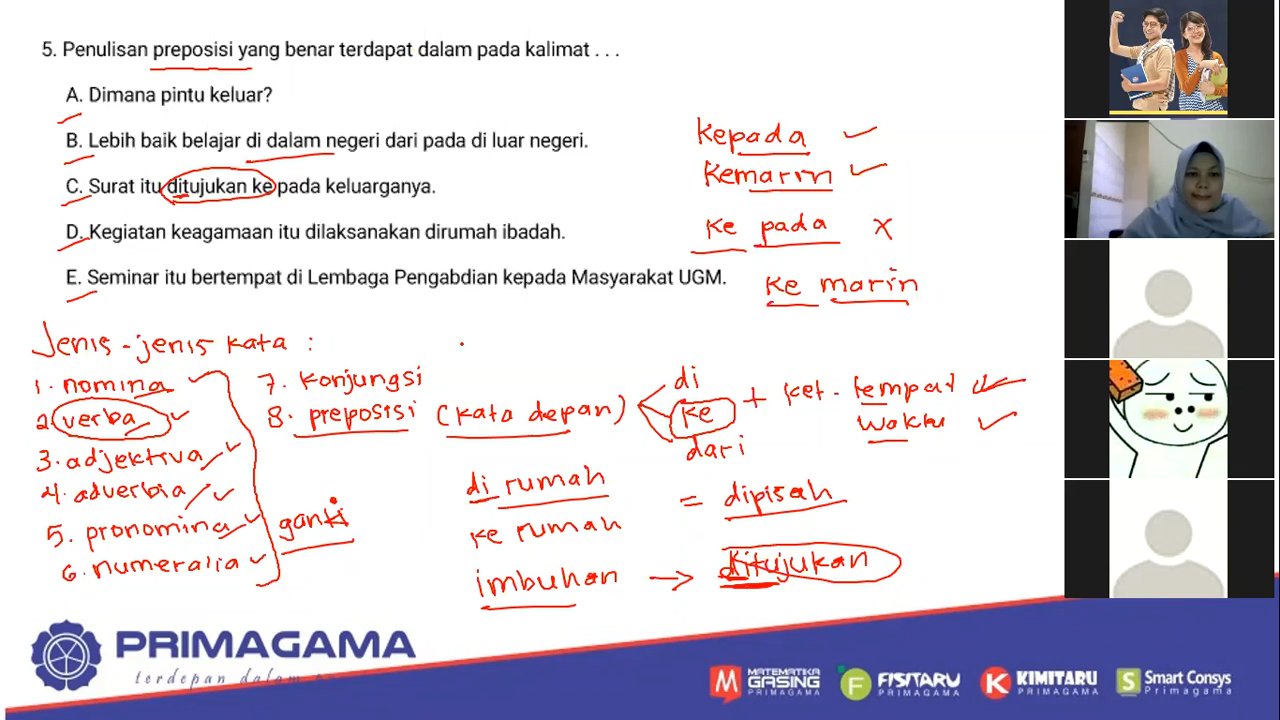 5. Penulisan preposisi yang benar terdapat dalam pada kalimat . . .
A. Dimana pintu keluar?
B. Lebih baik belajar di dalam negeri dari pada di luar negeri.
C. Surat itu ditujukan ke pada keluarganya.
D. Kegiatan keagamaan itu dilaksanakan dirumah ibadah.
E. Seminar itu bertempat di Lembaga Pengabdian kepada Masyarakat UGM.
kepada ✓
kemarin ✓
ke pada x
ke marin
Jenis-jenis kata :
1. nomina ✓
2. verba ✓
3. adjektiva ✓
4. adverbia ✓
5. pronomina ✓
6. numeralia ✓
ganti
7. konjungsi
8. preposisi (kata depan)
di
ke
dari
+ ket. tempat ✓
waktu ✓
di rumah
ke rumah
= dipisah
imbuhan → ditujukan
PRIMAGAMA
terdepan dalam
MATEMATIKA
GASING
PRIMAGAMA
FISITARU
PRIMAGAMA
KIMITARU
PRIMAGAMA
Smart Consys
Primagama